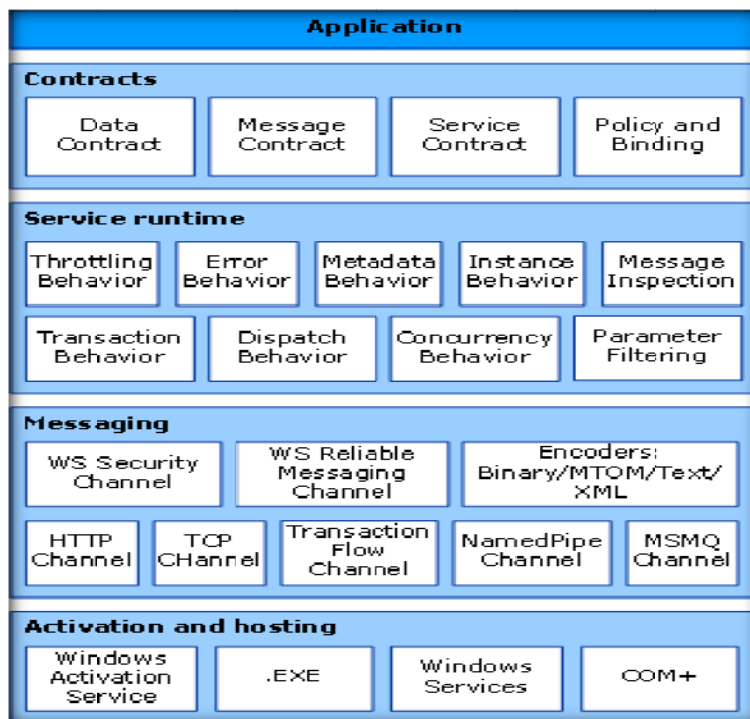 Application
Contracts
Data
Contract
Message
Contract
Service
Contract
Policy and
Binding
Service runtime
Throttling
Behavior
Error
Behavior
Metadata
Behavior
Instance
Behavior
Message
Inspection
Transaction
Behavior
Dispatch
Behavior
Concurrency
Behavior
Parameter
Filtering
Messaging
WS Security
Channel
WS Reliable
Messaging
Channel
Encoders:
Binary/MTOM/Text/
XML
HTTP
Channel
TCP
CHannel
Transaction
Flow
Channel
NamedPipe
Channel
MSMQ
Channel
Activation and hosting
Windows
Activation
Service
.EXE
Windows
Services
COM+